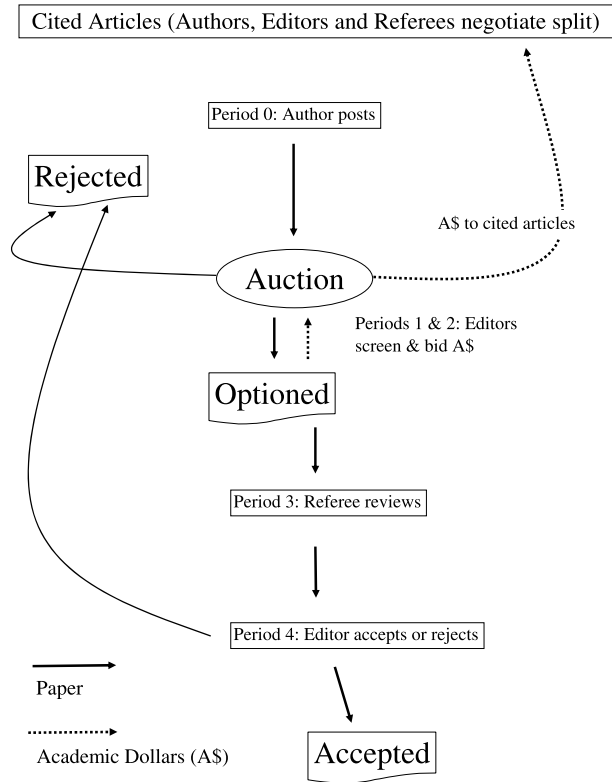 Cited Articles (Authors, Editors and Referees negotiate split)
Period 0: Author posts
Rejected
A$ to cited articles
Auction
Periods 1 & 2: Editors
screen & bid A$
Optioned
Period 3: Referee reviews
Period 4: Editor accepts or rejects
Paper
Academic Dollars (A$)
Accepted